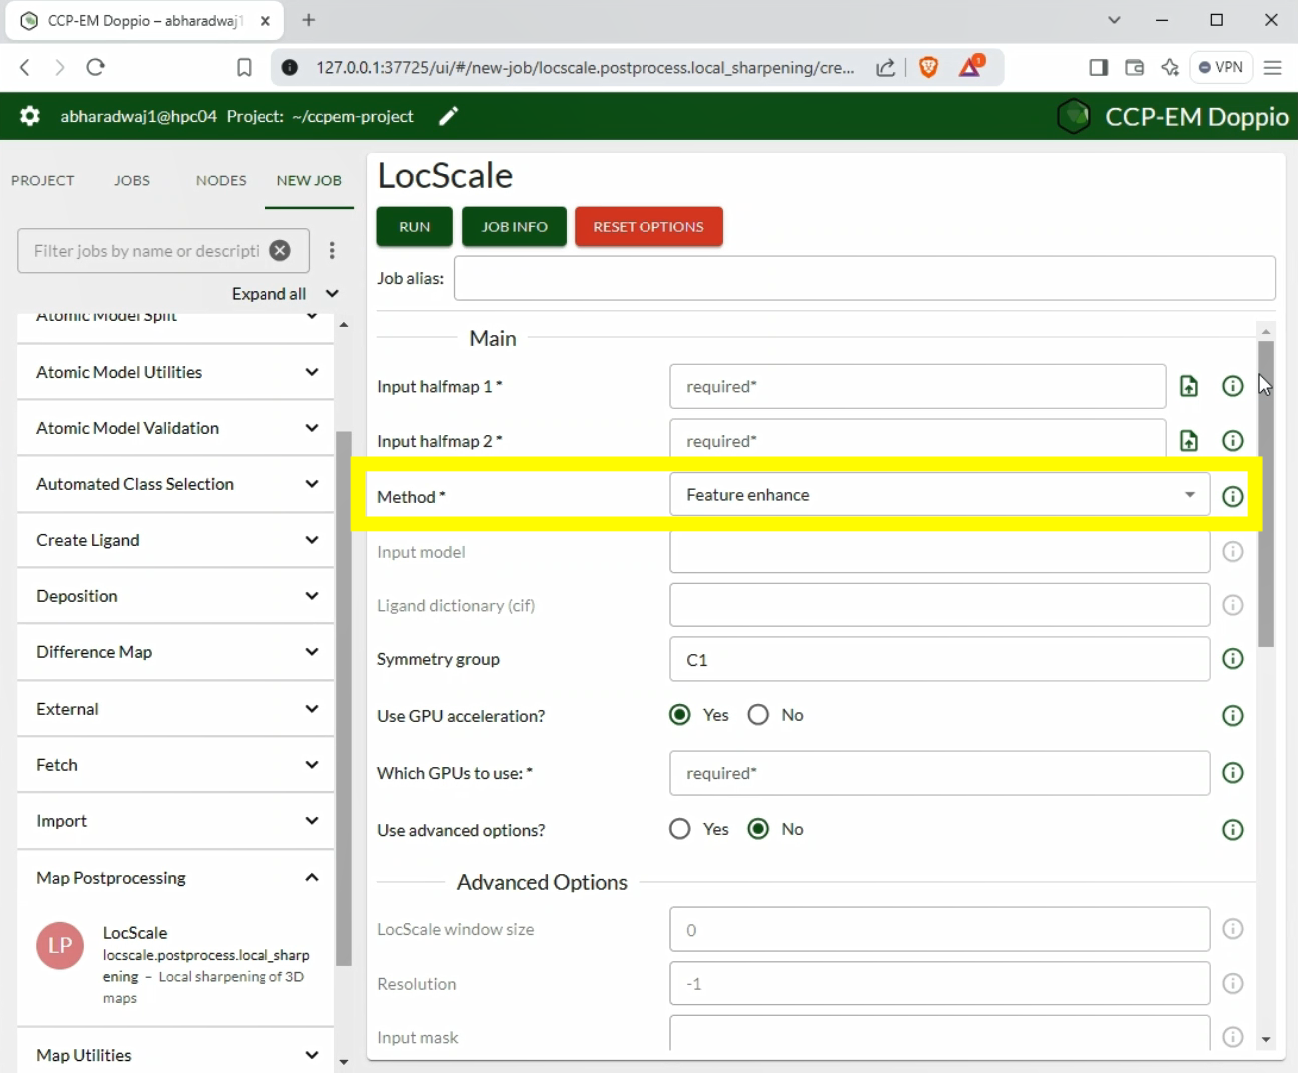 CCP-EM Doppio – abharadwaj1
127.0.0.1:37725/ui/#/new-job/locscale.postprocess.local_sharpening/cre...
1
VPN
abharadwaj1@hpc04 Project: ~/ccpem-project
CCP-EM Doppio
PROJECT
JOBS
NODES
NEW JOB
Filter jobs by name or descripti
Expand all
Atomic Model Split
Atomic Model Utilities
Atomic Model Validation
Automated Class Selection
Create Ligand
Deposition
Difference Map
External
Fetch
Import
Map Postprocessing
LP
LocScale
locscale.postprocess.local_sharp
ening – Local sharpening of 3D
maps
Map Utilities
LocScale
RUN
JOB INFO
RESET OPTIONS
Job alias:
Main
Input halfmap 1 *
required*
Input halfmap 2 *
required*
Method *
Feature enhance
Input model
Ligand dictionary (cif)
Symmetry group
C1
Use GPU acceleration?
Yes
No
Which GPUs to use: *
required*
Use advanced options?
Yes
No
Advanced Options
LocScale window size
0
Resolution
-1
Input mask